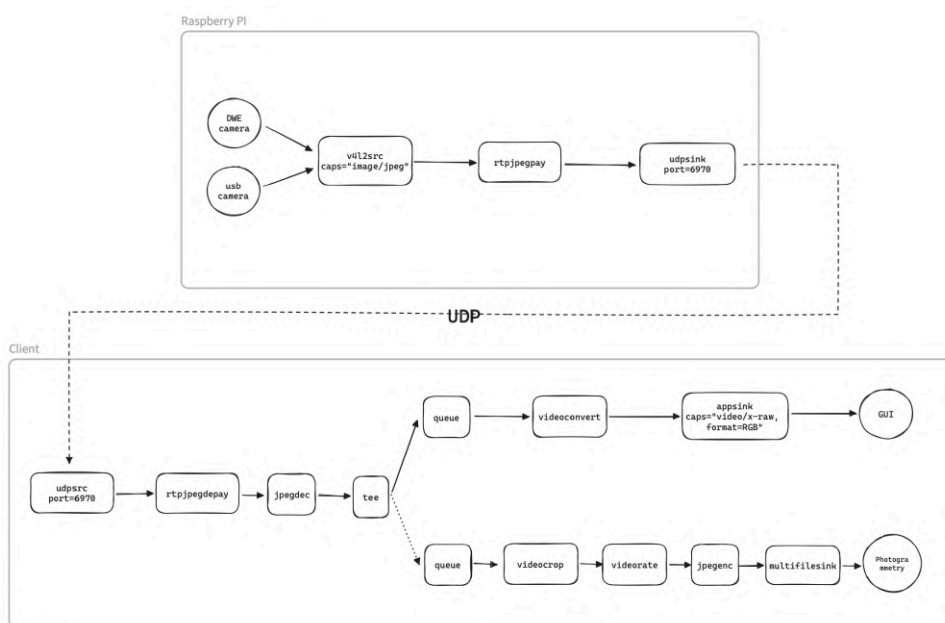 Raspberry PI
DWE
camera
usb
camera
v4l2src
caps="image/jpeg"
rtpjpegpay
udpsink
port=6970
UDP
Client
udpsrc
port=6970
rtpjpegdepay
jpegdec
tee
queue
videoconvert
appsink
caps="video/x-raw,
format=RGB"
GUI
queue
videocrop
videorate
jpegenc
multifilesink
Photogra
mmetry